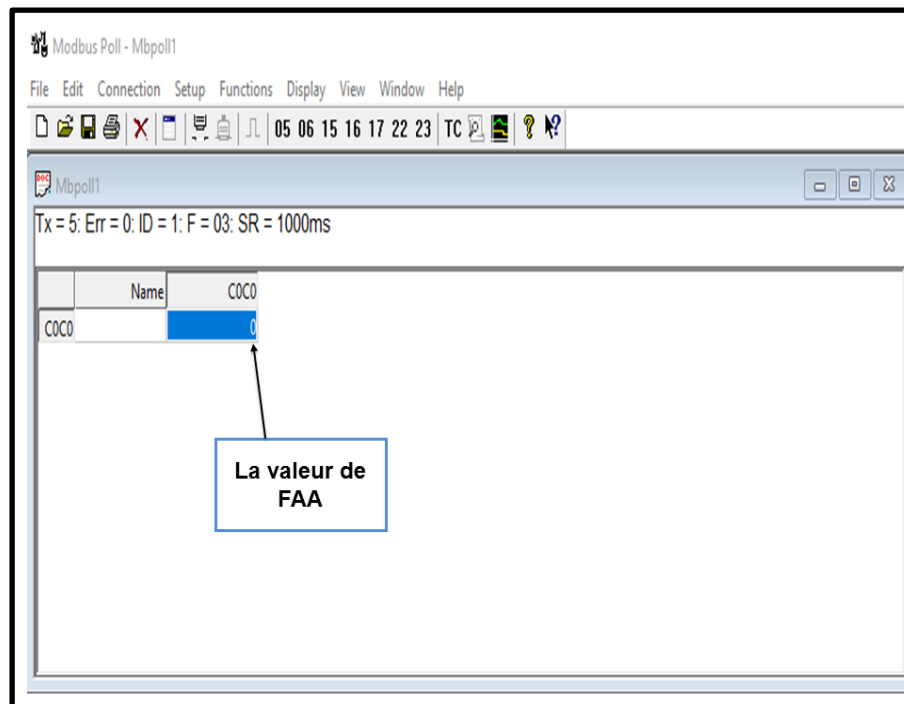 Modbus Poll - Mbpoll1
File Edit Connection Setup Functions Display View Window Help
05 06 15 16 17 22 23 TC
Mbpoll1
Tx = 5: Err = 0: ID = 1: F = 03: SR = 1000ms
Name C0C0
C0C0 0
La valeur de
FAA